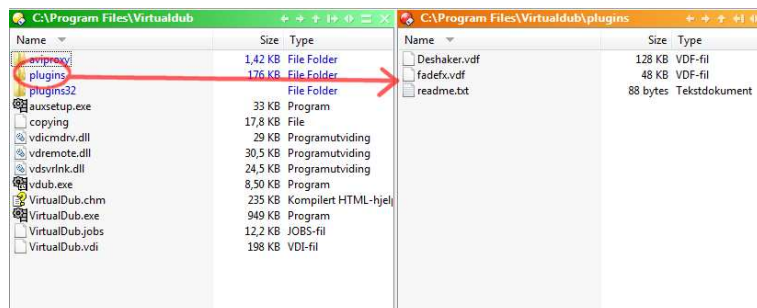 C:\Program Files\Virtualdub
Name Size Type
aviproxy 1,42 KB File Folder
plugins 176 KB File Folder
plugins32 File Folder
auxsetup.exe 33 KB Program
copying 17,8 KB File
vdicmdrv.dll 29 KB Programutviding
vdremote.dll 30,5 KB Programutviding
vdsvrlnk.dll 24,5 KB Programutviding
vdub.exe 8,50 KB Program
VirtualDub.chm 235 KB Kompilert HTML-hjelp
VirtualDub.exe 949 KB Program
VirtualDub.jobs 12,2 KB JOBS-fil
VirtualDub.vdi 198 KB VDI-fil
C:\Program Files\Virtualdub\plugins
Name Size Type
Deshaker.vdf 128 KB VDF-fil
fadefx.vdf 48 KB VDF-fil
readme.txt 88 bytes Tekstdokument